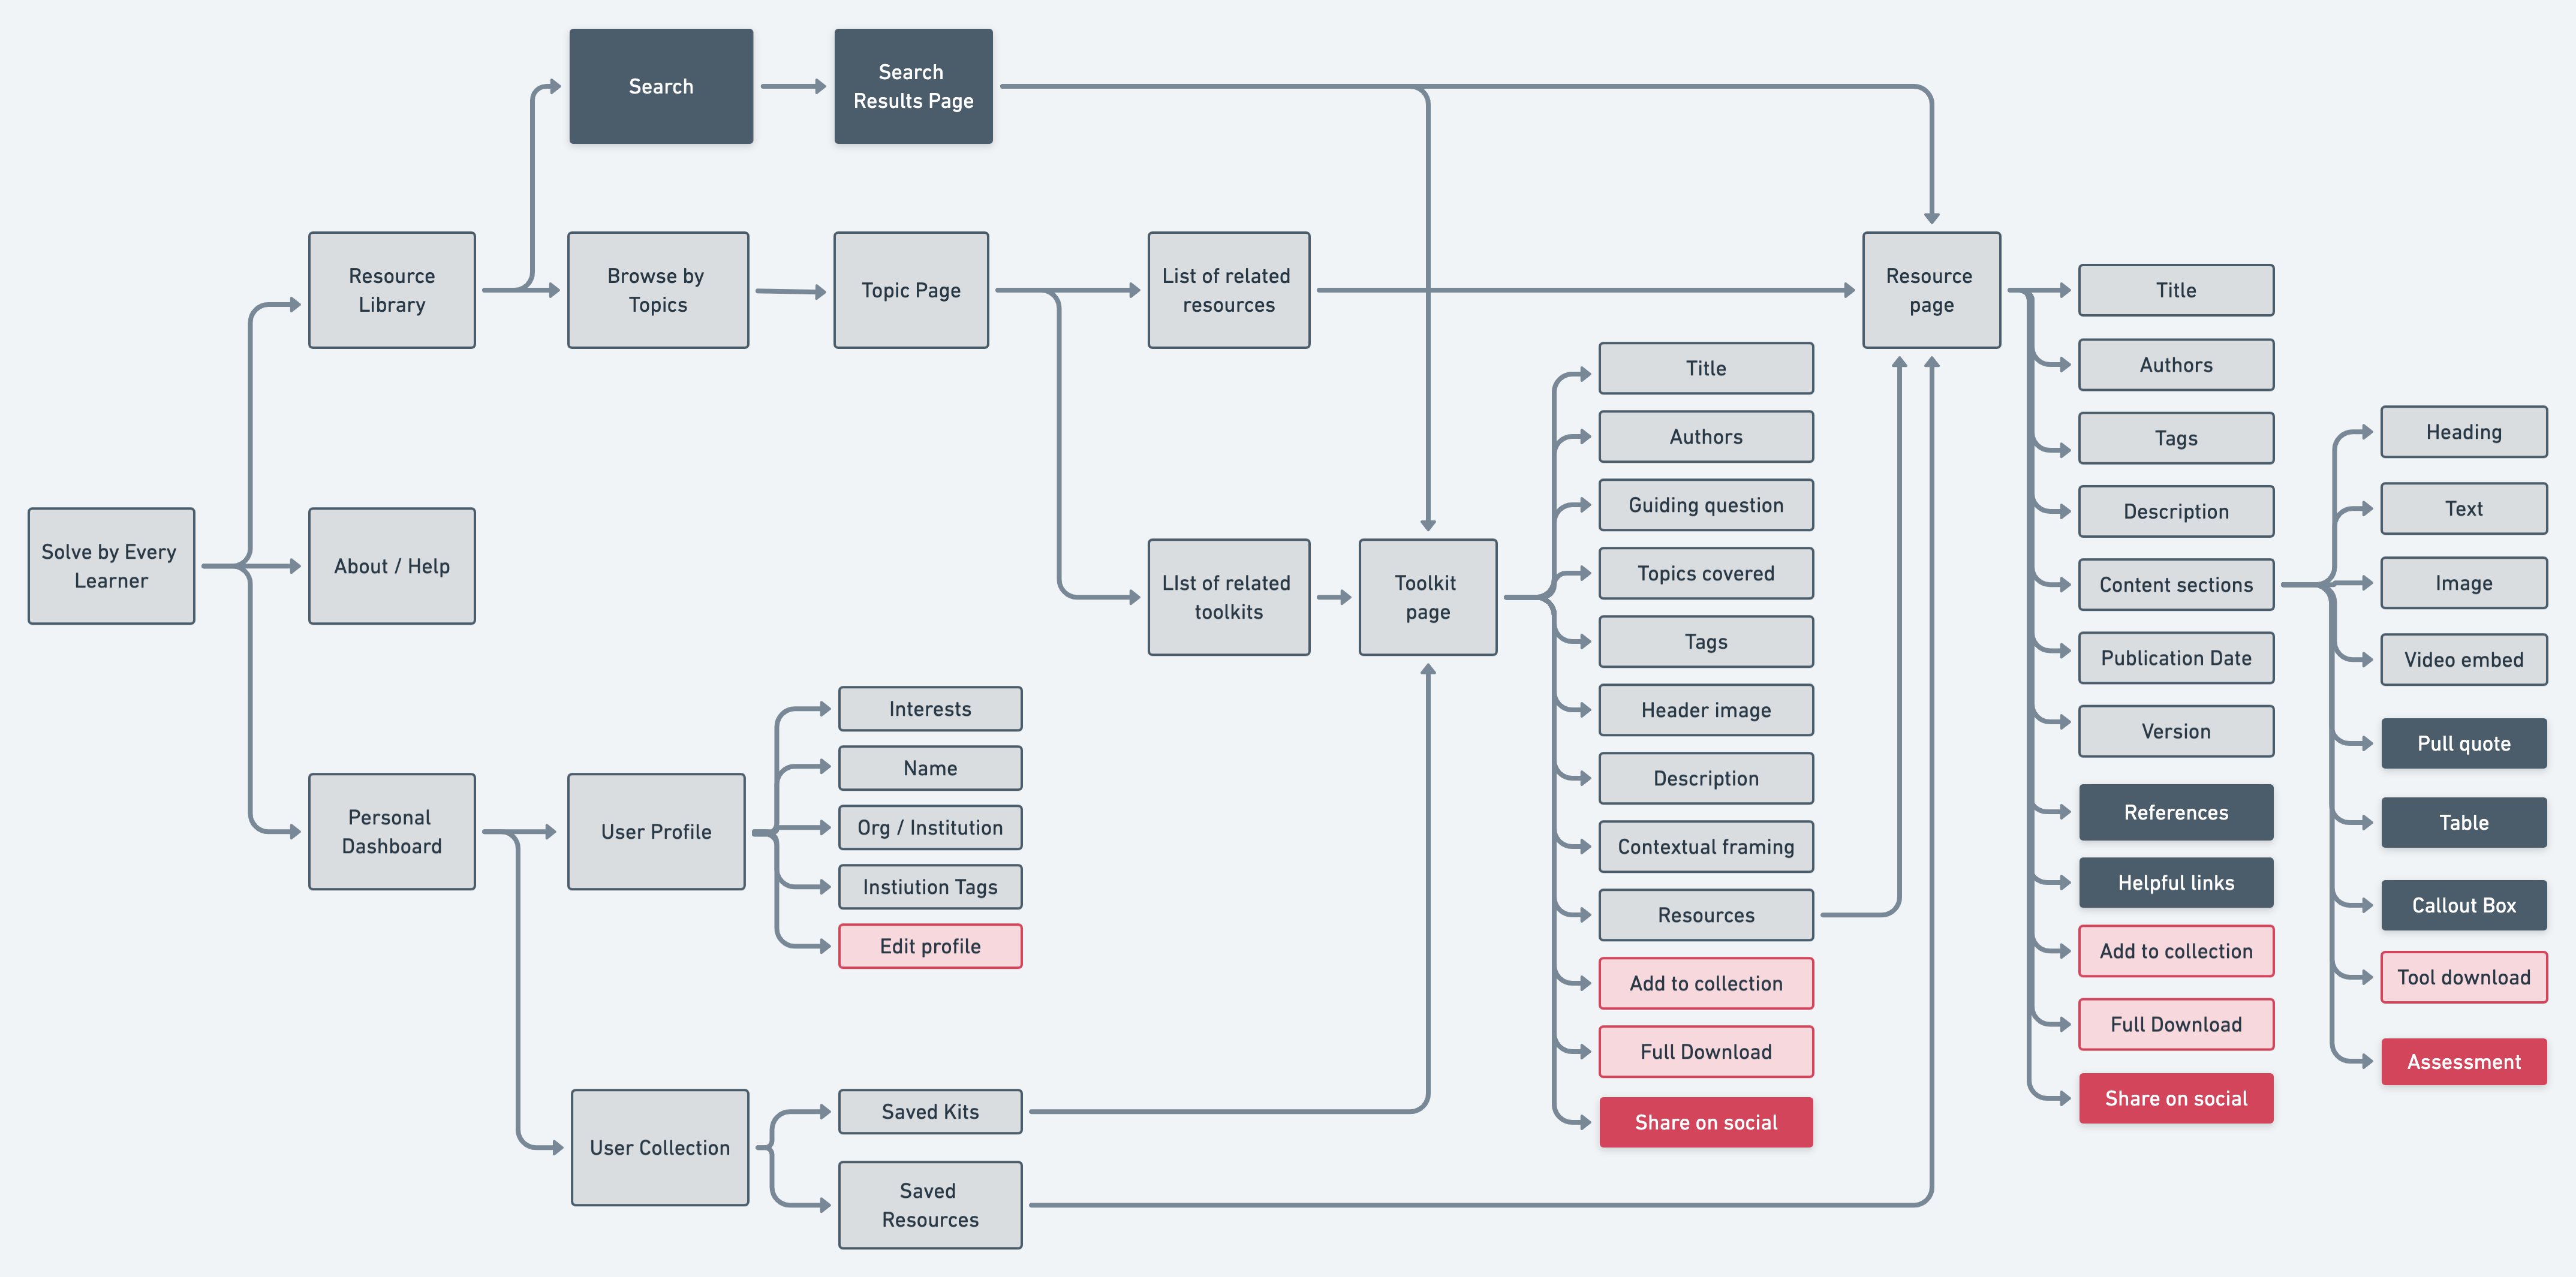 Search
Search
Results Page
Resource
Library
Browse by
Topics
Topic Page
List of related
resources
Resource
page
Solve by Every
Learner
About / Help
LIst of related
toolkits
Toolkit
page
Personal
Dashboard
User Profile
Interests
Name
Org / Institution
Instiution Tags
Edit profile
User Collection
Saved Kits
Saved
Resources
Title
Authors
Guiding question
Topics covered
Tags
Header image
Description
Contextual framing
Resources
Add to collection
Full Download
Share on social
Title
Authors
Tags
Description
Content sections
Publication Date
Version
References
Helpful links
Add to collection
Full Download
Share on social
Heading
Text
Image
Video embed
Pull quote
Table
Callout Box
Tool download
Assessment